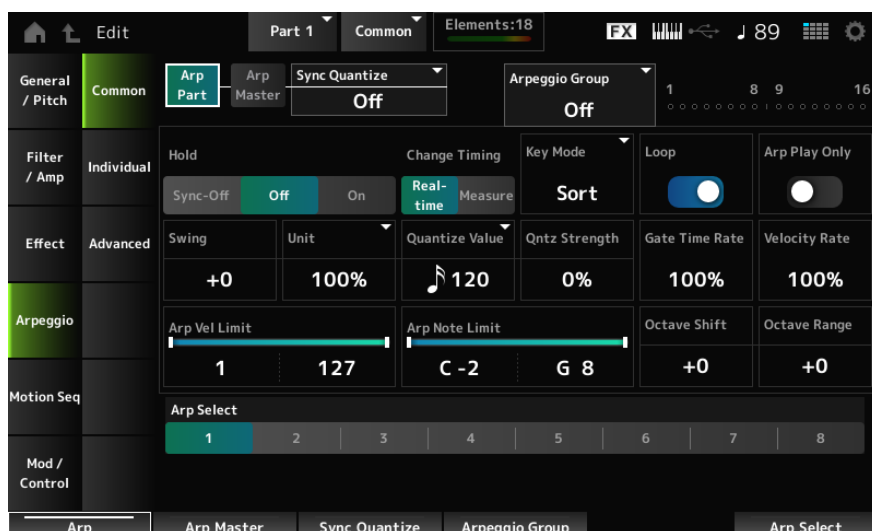 Edit
Part 1
Common
Elements:18
FX
89
General
/ Pitch
Common
Arp
Part
Arp
Master
Sync Quantize
Off
Arpeggio Group
Off
1 8 9 16
Filter
/ Amp
Individual
Hold
Sync-Off Off On
Change Timing
Real-
time
Measure
Key Mode
Sort
Loop
Arp Play Only
Effect
Advanced
Swing
+0
Unit
100%
Quantize Value
120
Qntz Strength
0%
Gate Time Rate
100%
Velocity Rate
100%
Arpeggio
Arp Vel Limit
1 127
Arp Note Limit
C -2 G 8
Octave Shift
+0
Octave Range
+0
Motion Seq
Arp Select
1 2 3 4 5 6 7 8
Mod /
Control
Arp
Arp Master
Sync Quantize
Arpeggio Group
Arp Select